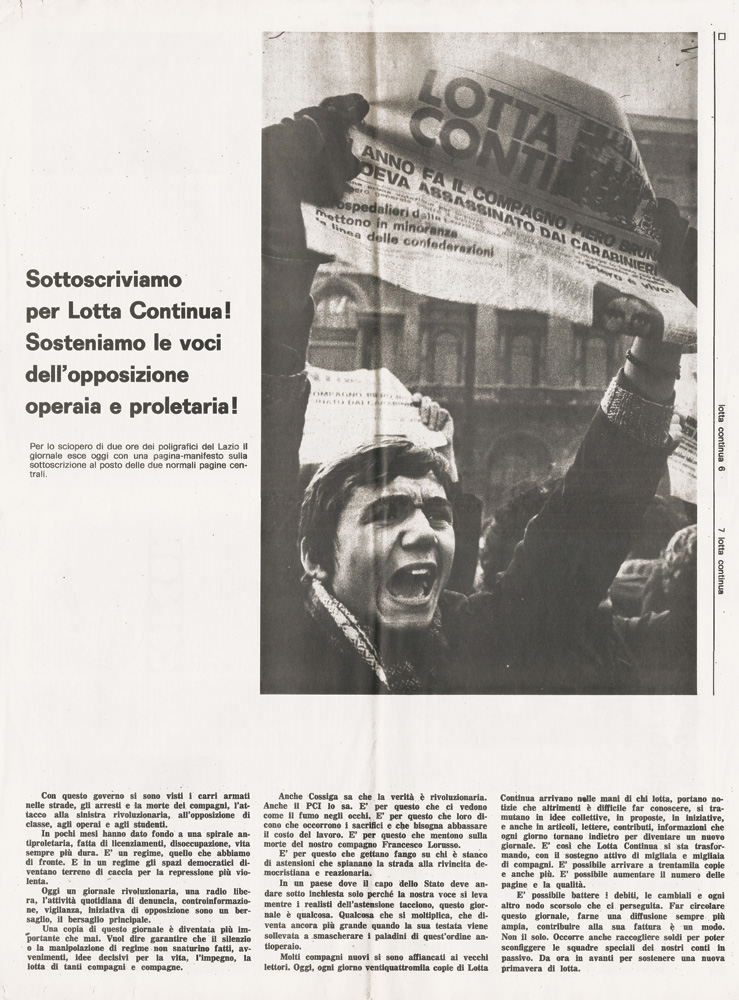 Sottoscriviamo
per Lotta Continua!
Sosteniamo le voci
dell'opposizione
operaia e proletaria!
Per lo sciopero di due ore dei poligrafici del Lazio il
giornale esce oggi con una pagina-manifesto sulla
sottoscrizione al posto delle due normali pagine cen-
trali.
LOTTA
CONTI
ANNO FA IL COMPAGNO PIERO BRUN
DEVA ASSASSINATO DAI CARABINIERI
ospedalieri dalla
mettono in minoranza
la linea delle confederazioni
è vivo"
OMPAGNO PIERO
NATO DAI CARABIN
lotta continua 6
7 lotta continua
Con questo governo si sono visti i carri armati
nelle strade, gli arresti e la morte dei compagni, l'at-
tacco alla sinistra rivoluzionaria, all'opposizione di
classe, agli operai e agli studenti.
In pochi mesi hanno dato fondo a una spirale an-
tiproletaria, fatta di licenziamenti, disoccupazione, vita
sempre più dura. E' un regime, quello che abbiamo
di fronte. E in un regime gli spazi democratici di-
ventano terreno di caccia per la repressione più vio-
lenta.
Oggi un giornale rivoluzionaria, una radio libe-
ra, l'attività quotidiana di denuncia, controinformazio-
ne, vigilanza, iniziativa di opposizione sono un ber-
saglio, il bersaglio principale.
Una copia di questo giornale è diventata più im-
portante che mai. Vuol dire garantire che il silenzio
o la manipolazione di regime non snaturino fatti, av-
venimenti, idee decisivi per la vita, l'impegno, la
lotta di tanti compagni e compagne.
Anche Cossiga sa che la verità è rivoluzionaria.
Anche il PCI lo sa. E' per questo che ci vedono
come il fumo negli occhi. E' per questo che loro di-
cono che occorrono i sacrifici e che bisogna abbassare
il costo del lavoro. E' per questo che mentono sulla
morte del nostro compagno Francesco Lorusso.
E' per questo che gettano fango su chi è stanco
di astensioni che spianano la strada alla rivincita de-
mocristiana e reazionaria.
In un paese dove il capo dello Stato deve an-
dare sotto inchiesta solo perché la nostra voce si leva
mentre i realisti dell'astensione tacciono, questo gior-
nale è qualcosa. Qualcosa che si moltiplica, che di-
venta ancora più grande quando la sua testata viene
sollevata a smascherare i paladini di quest'ordine an-
tioperaio.
Molti compagni nuovi si sono affiancati ai vecchi
lettori. Oggi, ogni giorno ventiquattromila copie di Lotta
Continua arrivano nelle mani di chi lotta, portano no-
tizie che altrimenti è difficile far conoscere, si tra-
mutano in idee collettive, in proposte, in iniziative,
e anche in articoli, lettere, contributi, informazioni che
ogni giorno tornano indietro per diventare un nuovo
giornale. E' così che Lotta Continua si sta trasfor-
mando, con il sostegno attivo di migliaia e migliaia
di compagni. E' possibile arrivare a trentamila copie
e anche più. E' possibile aumentare il numero delle
pagine e la qualità.
E' possibile battere i debiti, le cambiali e ogni
altro nodo scorsoio che ci perseguita. Far circolare
questo giornale, farne una diffusione sempre più
ampia, contribuire alla sua fattura è un modo.
Non il solo. Occorre anche raccogliere soldi per poter
sconfiggere le squadre speciali dei nostri conti in
passivo. Da ora in avanti per sostenere una nuova
primavera di lotta.